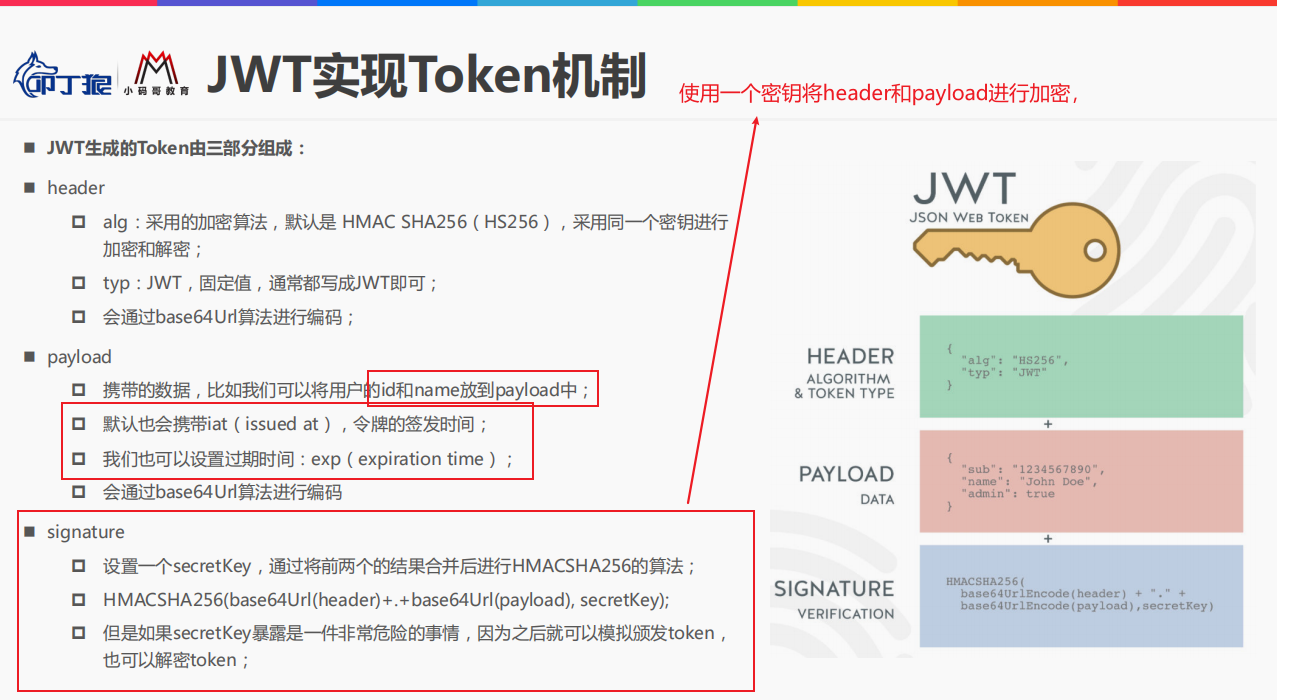 叩丁狼
小码哥教育
JWT实现Token机制
使用一个密钥将header和payload进行加密,
JWT生成的Token由三部分组成：
header
alg：采用的加密算法，默认是 HMAC SHA256（HS256），采用同一个密钥进行
加密和解密；
typ：JWT，固定值，通常都写成JWT即可；
会通过base64Url算法进行编码；
payload
携带的数据，比如我们可以将用户的id和name放到payload中；
默认也会携带iat（issued at），令牌的签发时间；
我们也可以设置过期时间：exp（expiration time）；
会通过base64Url算法进行编码
signature
设置一个secretKey，通过将前两个的结果合并后进行HMACSHA256的算法；
HMACSHA256(base64Url(header)+.+base64Url(payload), secretKey);
但是如果secretKey暴露是一件非常危险的事情，因为之后就可以模拟颁发token，
也可以解密token；
JWT
JSON WEB TOKEN
HEADER
ALGORITHM
& TOKEN TYPE
{
"alg": "HS256",
"typ": "JWT"
}
+
PAYLOAD
DATA
{
"sub": "1234567890",
"name": "John Doe",
"admin": true
}
+
SIGNATURE
VERIFICATION
HMACSHA256(
base64UrlEncode(header) + "." +
base64UrlEncode(payload),secretKey)